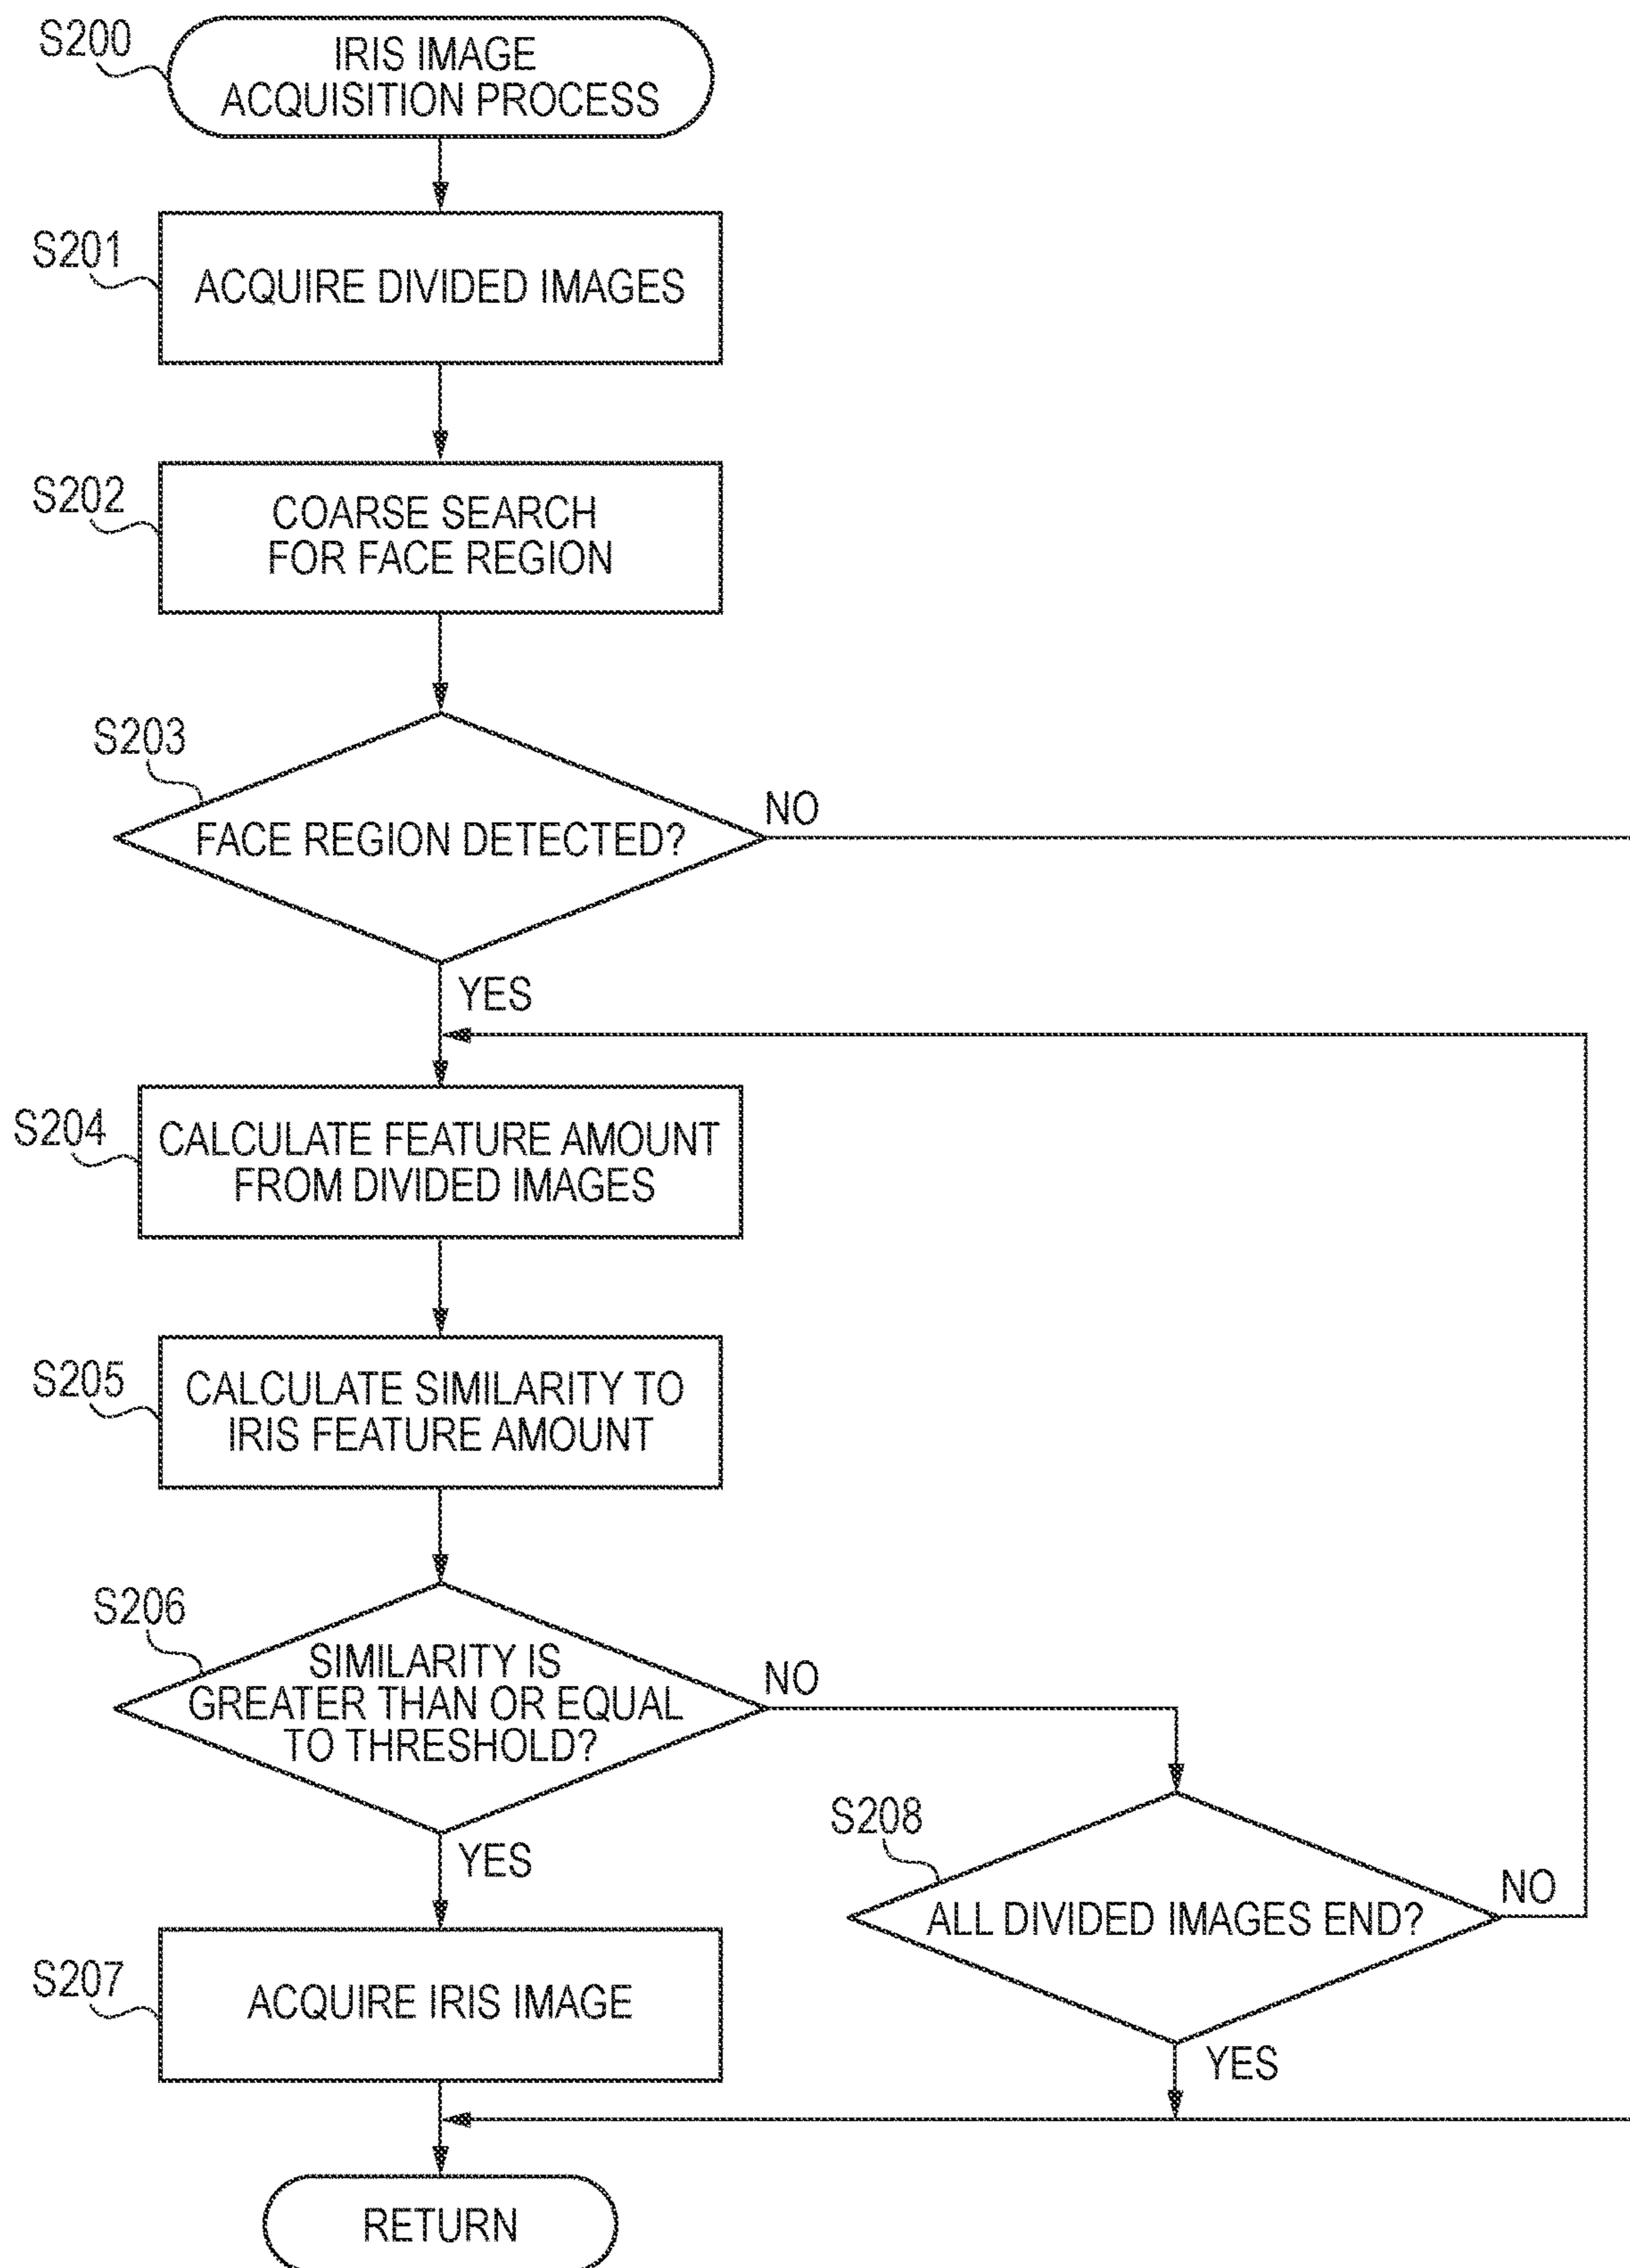 S200
IRIS IMAGE
ACQUISITION PROCESS
S201
ACQUIRE DIVIDED IMAGES
S202
COARSE SEARCH
FOR FACE REGION
S203
FACE REGION DETECTED?
NO
YES
S204
CALCULATE FEATURE AMOUNT
FROM DIVIDED IMAGES
S205
CALCULATE SIMILARITY TO
IRIS FEATURE AMOUNT
S206
SIMILARITY IS
GREATER THAN OR EQUAL
TO THRESHOLD?
NO
YES
S208
ALL DIVIDED IMAGES END?
NO
YES
S207
ACQUIRE IRIS IMAGE
RETURN